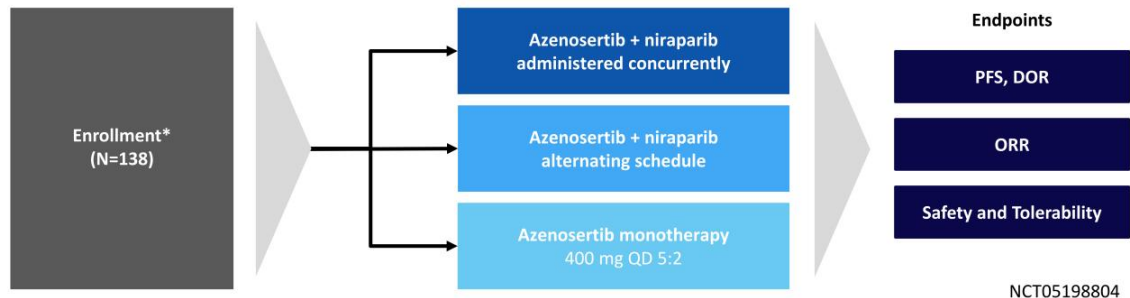 Enrollment*
(N=138)
Azenosertib + niraparib
administered concurrently
Azenosertib + niraparib
alternating schedule
Azenosertib monotherapy
400 mg QD 5:2
Endpoints
PFS, DOR
ORR
Safety and Tolerability
NCT05198804